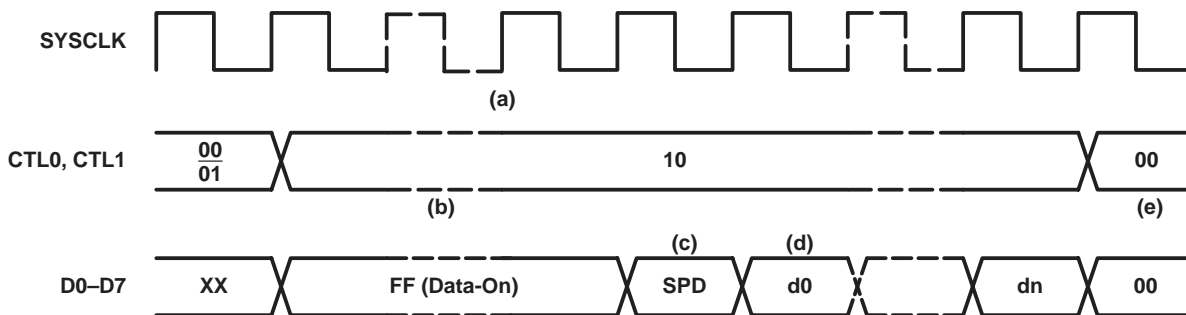 SYSCLK
(a)
CTL0, CTL1
00
01
10
00
(b)
(e)
(c)
(d)
D0–D7
XX
FF (Data-On)
SPD
d0
dn
00